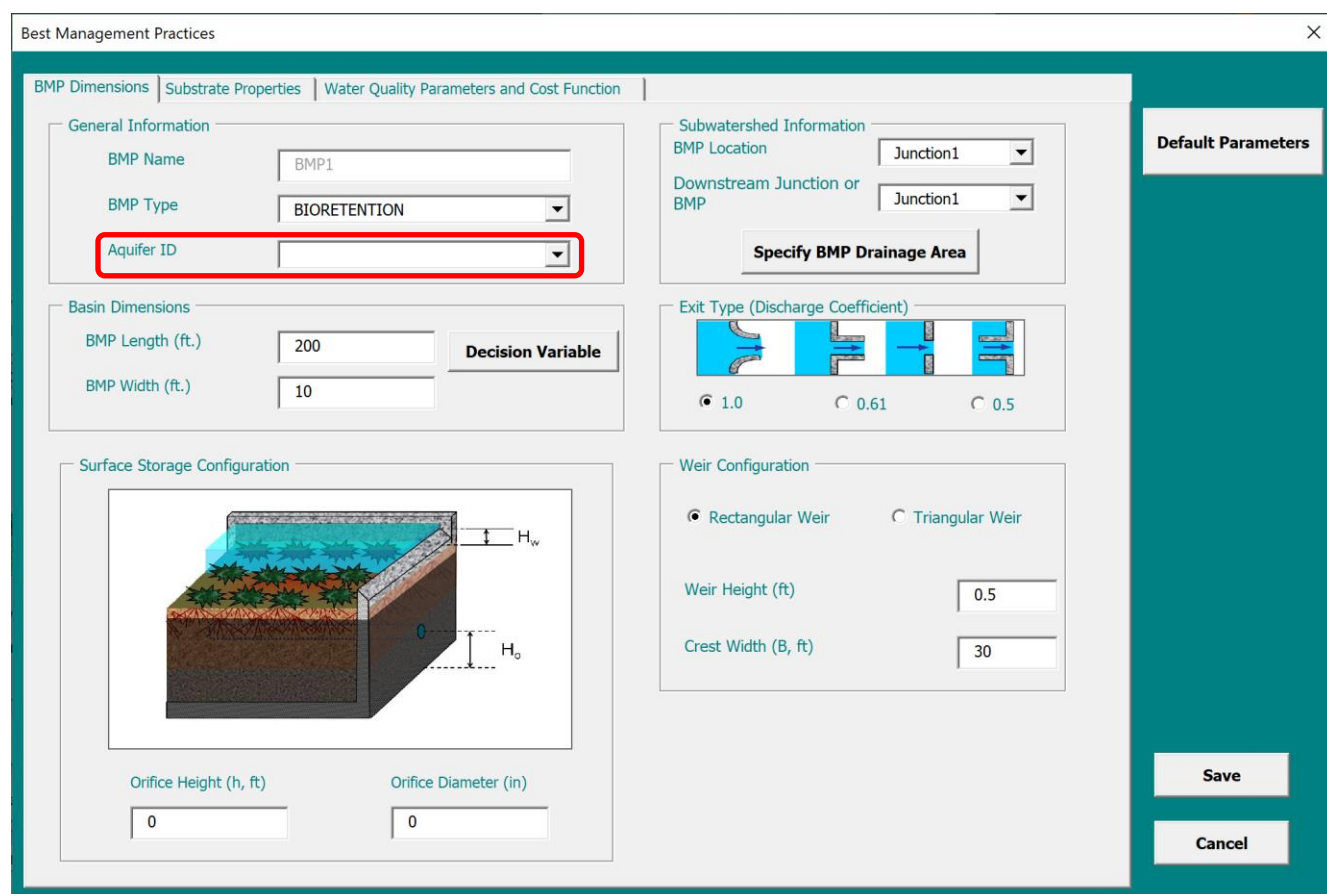 Best Management Practices
BMP Dimensions
Substrate Properties
Water Quality Parameters and Cost Function
General Information
BMP Name
BMP1
BMP Type
BIORETENTION
Aquifer ID
Subwatershed Information
BMP Location
Junction1
Downstream Junction or
BMP
Junction1
Specify BMP Drainage Area
Default Parameters
Basin Dimensions
BMP Length (ft.)
200
Decision Variable
BMP Width (ft.)
10
Exit Type (Discharge Coefficient)
1.0
0.61
0.5
Surface Storage Configuration
Hw
Ho
Orifice Height (h, ft)
Orifice Diameter (in)
0
0
Weir Configuration
Rectangular Weir
Triangular Weir
Weir Height (ft)
0.5
Crest Width (B, ft)
30
Save
Cancel